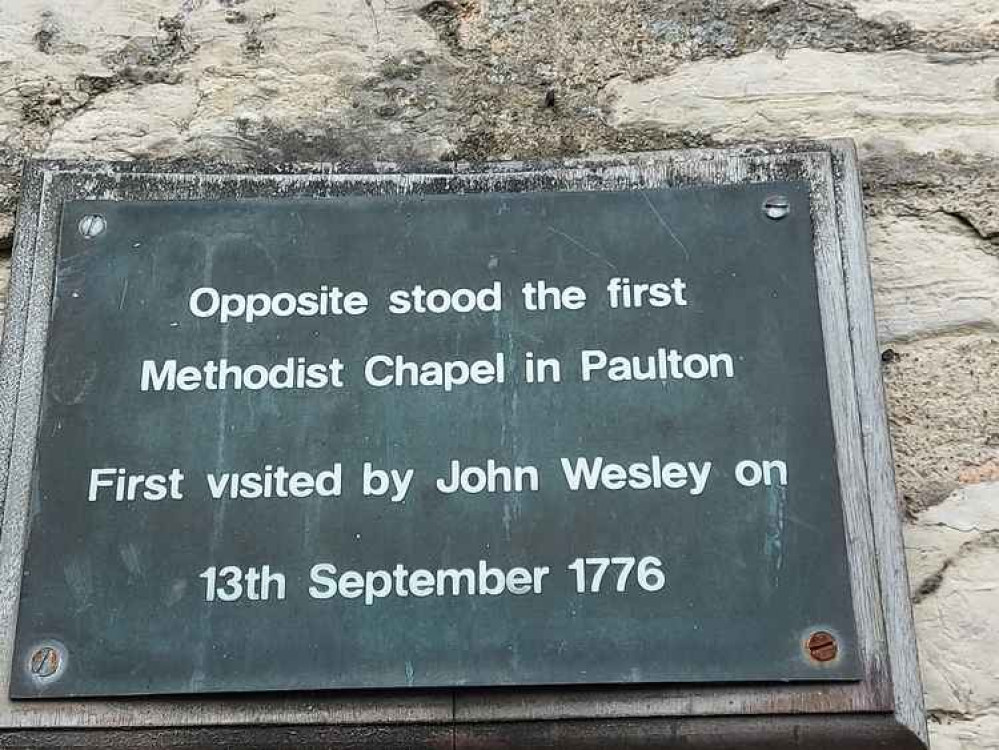 Opposite stood the first
Methodist Chapel in Paulton
First visited by John Wesley on
13th September 1776